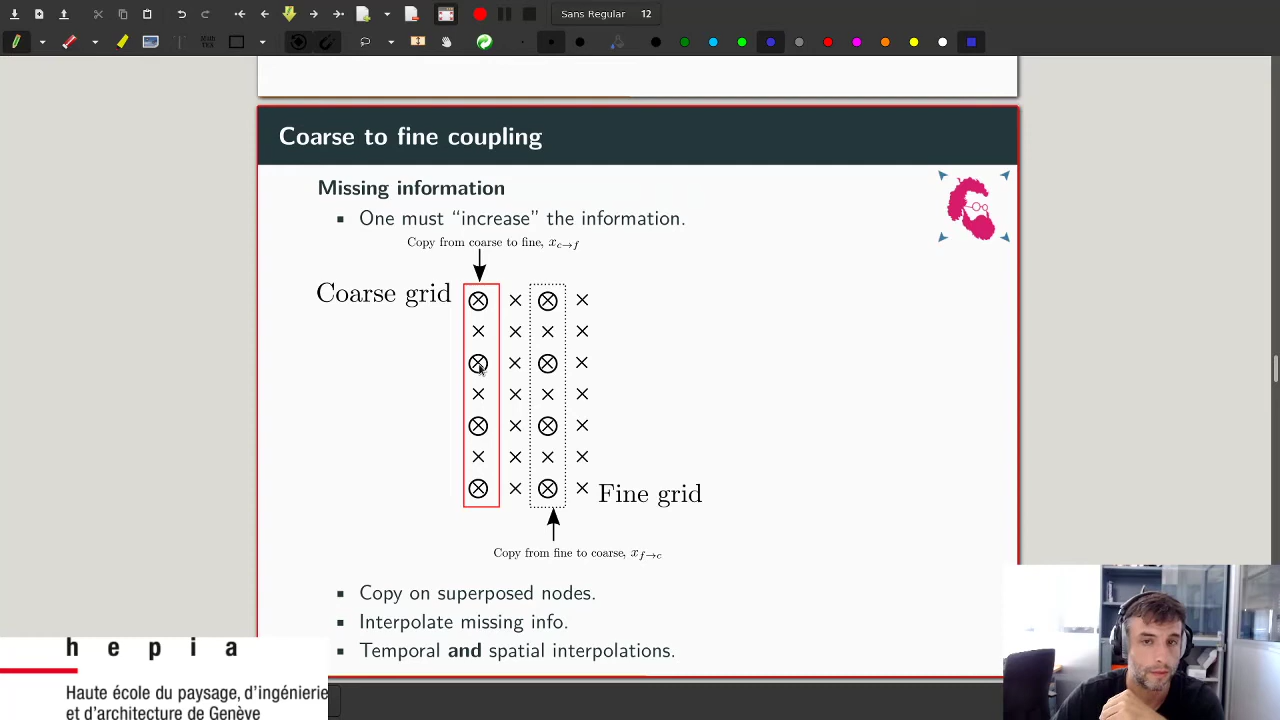 Sans Regular 12
Coarse to fine coupling
Missing information
One must “increase” the information.
Copy from coarse to fine, x_{c→f}
Coarse grid
Fine grid
Copy from fine to coarse, x_{f→c}
Copy on superposed nodes.
Interpolate missing info.
Temporal and spatial interpolations.
h e p i a
Haute école du paysage, d'ingénierie
et d'architecture de Genève